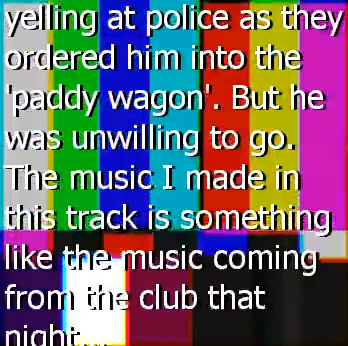 yelling at police as they
ordered him into the
'paddy wagon'. But he
was unwilling to go.
The music I made in
this track is something
like the music coming
from the club that
night...